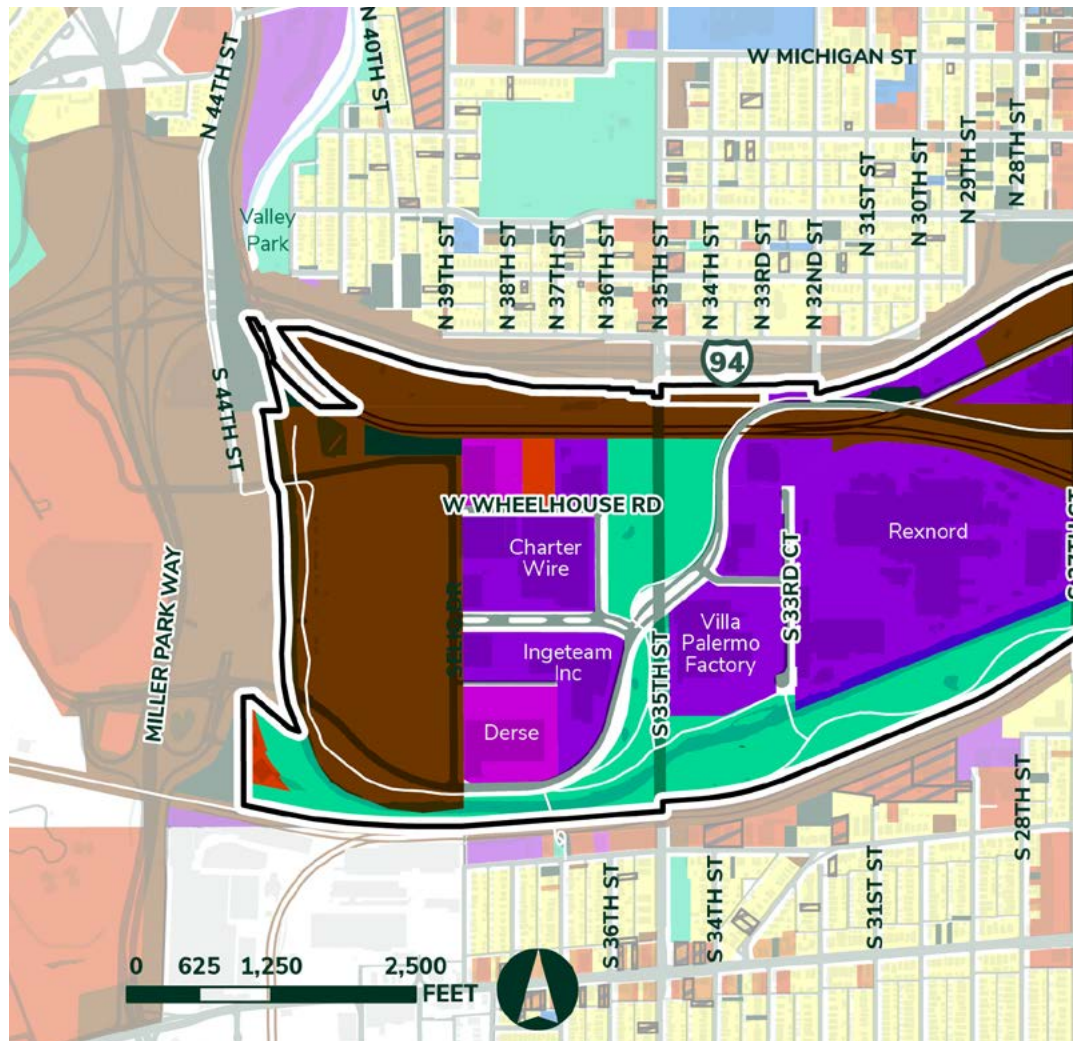 N 44TH ST
N 40TH ST
W MICHIGAN ST
N 31ST ST
N 30TH ST
N 29TH ST
N 28TH ST
Valley
Park
N 39TH ST
N 38TH ST
N 37TH ST
N 36TH ST
N 35TH ST
N 34TH ST
N 33RD ST
N 32ND ST
94
S 44TH ST
W WHEELHOUSE RD
Charter
Wire
Rexnord
S 27TH ST
S 33RD CT
MILLER PARK WAY
Ingeteam
Inc
Villa
Palermo
Factory
S 35TH ST
Derse
S 28TH ST
S 36TH ST
S 34TH ST
S 31ST ST
0 625 1,250 2,500
FEET